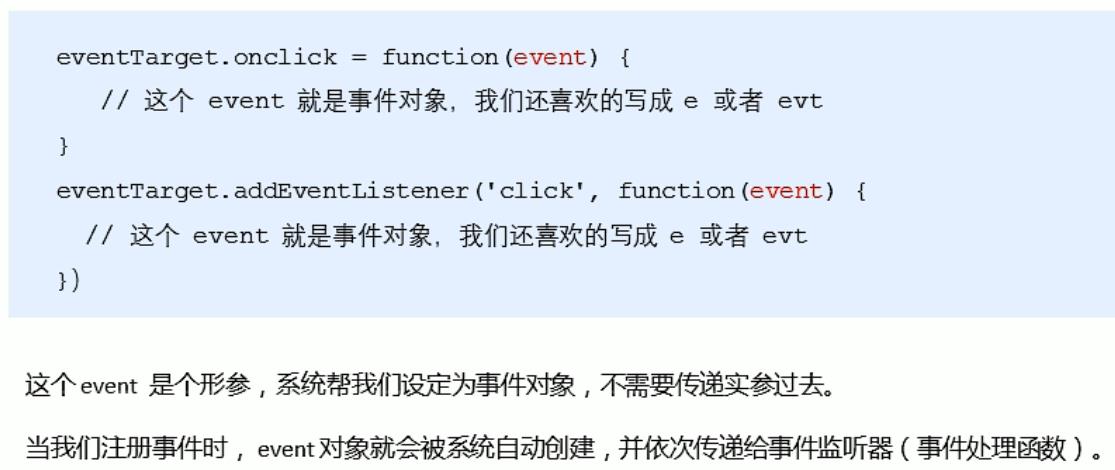 eventTarget.onclick = function(event) {
// 这个 event 就是事件对象，我们还喜欢的写成 e 或者 evt
}
eventTarget.addEventListener('click', function(event) {
// 这个 event 就是事件对象，我们还喜欢的写成 e 或者 evt
})
这个event 是个形参，系统帮我们设定为事件对象，不需要传递实参过去。
当我们注册事件时，event对象就会被系统自动创建，并依次传递给事件监听器（事件处理函数）。